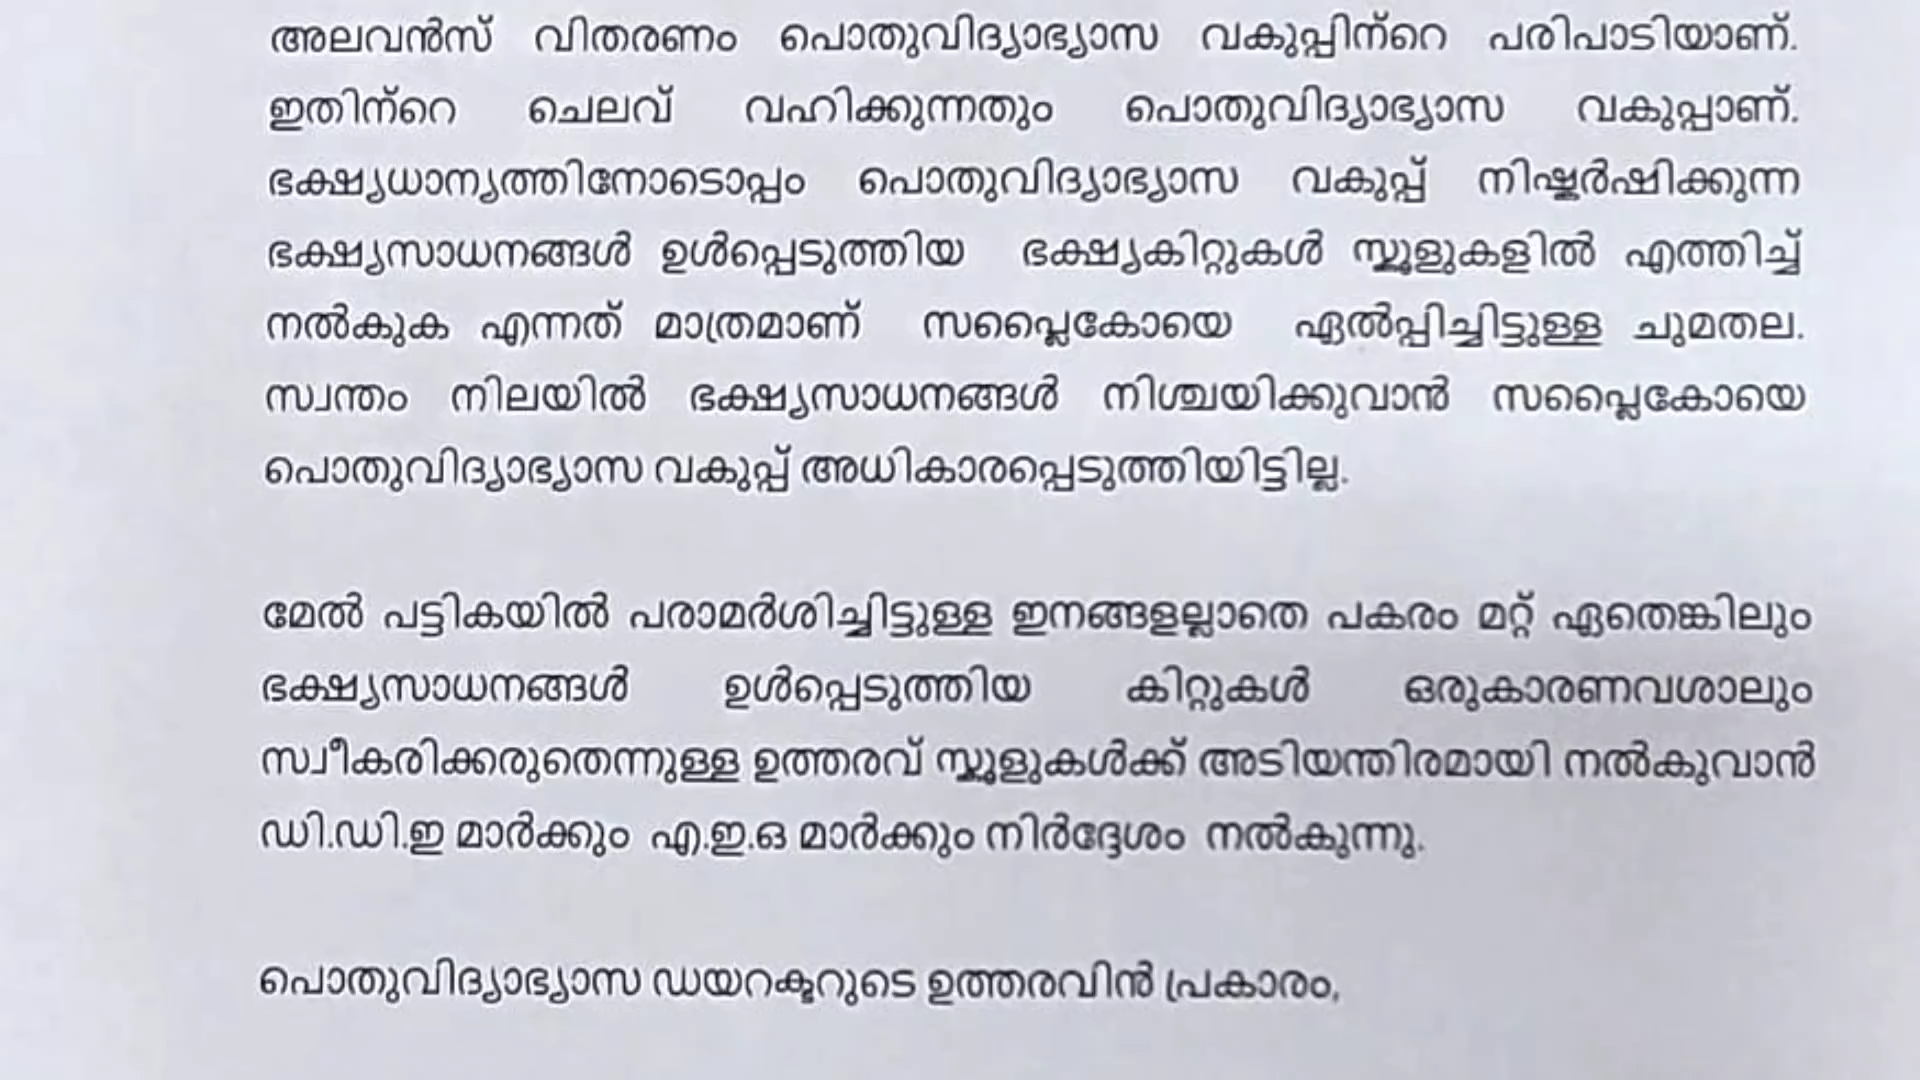 അലവൻസ് വിതരണം പൊതുവിദ്യാഭ്യാസ വകുപ്പിന്റെ പരിപാടിയാണ്.
ഇതിന്റെ ചെലവ് വഹിക്കുന്നതും പൊതുവിദ്യാഭ്യാസ വകുപ്പാണ്.
ഭക്ഷ്യധാന്യത്തിനോടൊപ്പം പൊതുവിദ്യാഭ്യാസ വകുപ്പ് നിഷ്കർഷിക്കുന്ന
ഭക്ഷ്യസാധനങ്ങൾ ഉൾപ്പെടുത്തിയ ഭക്ഷ്യകിറ്റുകൾ സ്കൂളുകളിൽ എത്തിച്ച്
നൽകുക എന്നത് മാത്രമാണ് സപ്ലൈകോയെ ഏൽപ്പിച്ചിട്ടുള്ള ചുമതല.
സ്വന്തം നിലയിൽ ഭക്ഷ്യസാധനങ്ങൾ നിശ്ചയിക്കുവാൻ സപ്ലൈകോയെ
പൊതുവിദ്യാഭ്യാസ വകുപ്പ് അധികാരപ്പെടുത്തിയിട്ടില്ല.
മേൽ പട്ടികയിൽ പരാമർശിച്ചിട്ടുള്ള ഇനങ്ങളല്ലാതെ പകരം മറ്റ് ഏതെങ്കിലും
ഭക്ഷ്യസാധനങ്ങൾ ഉൾപ്പെടുത്തിയ കിറ്റുകൾ ഒരുകാരണവശാലും
സ്വീകരിക്കരുതെന്നുള്ള ഉത്തരവ് സ്കൂളുകൾക്ക് അടിയന്തിരമായി നൽകുവാൻ
ഡി.ഡി.ഇ മാർക്കും എ.ഇ.ഒ മാർക്കും നിർദ്ദേശം നൽകുന്നു.
പൊതുവിദ്യാഭ്യാസ ഡയറക്ടറുടെ ഉത്തരവിൻ പ്രകാരം,